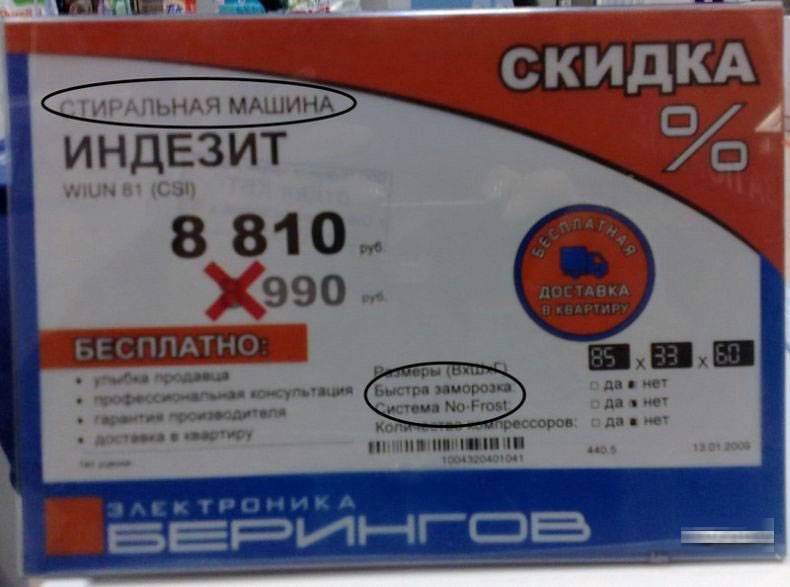 СКИДКА
%
СТИРАЛЬНАЯ МАШИНА
ИНДЕЗИТ
WIUN 81 (CSI)
8 810 руб.
990 руб.
БЕСПЛАТНАЯ
ДОСТАВКА
В КВАРТИРУ
БЕСПЛАТНО:
• улыбка продавца
• профессиональная консультация
• гарантия производителя
• доставка в квартиру
Размеры (ВхШхГ) 85 х 33 х 60
Быстра заморозка: да нет
Система No-Frost: да нет
Количество компрессоров: да нет
1004320401041
440.5 13.01.2009
ЭЛЕКТРОНИКА
БЕРИНГОВ